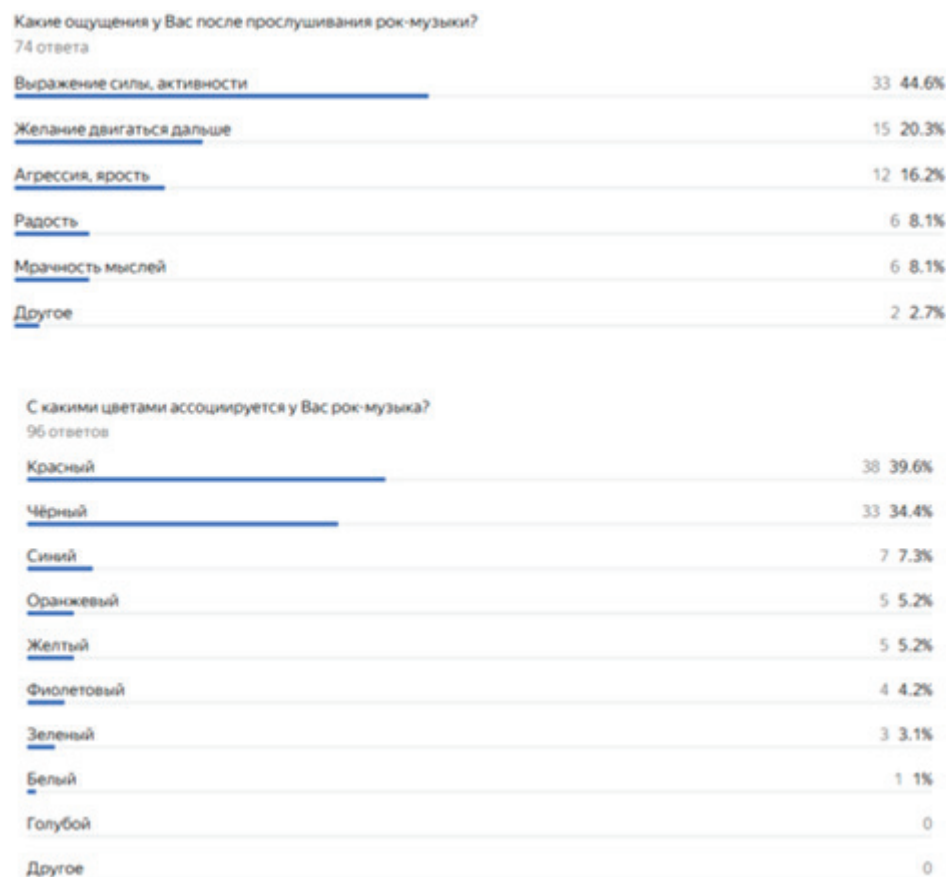 Какие ощущения у Вас после прослушивания рок-музыки?
74 ответа
Выражение силы, активности 33 44.6%
Желание двигаться дальше 15 20.3%
Агрессия, ярость 12 16.2%
Радость 6 8.1%
Мрачность мыслей 6 8.1%
Другое 2 2.7%
С какими цветами ассоциируется у Вас рок-музыка?
96 ответов
Красный 38 39.6%
Чёрный 33 34.4%
Синий 7 7.3%
Оранжевый 5 5.2%
Желтый 5 5.2%
Фиолетовый 4 4.2%
Зеленый 3 3.1%
Белый 1 1%
Голубой 0
Другое 0